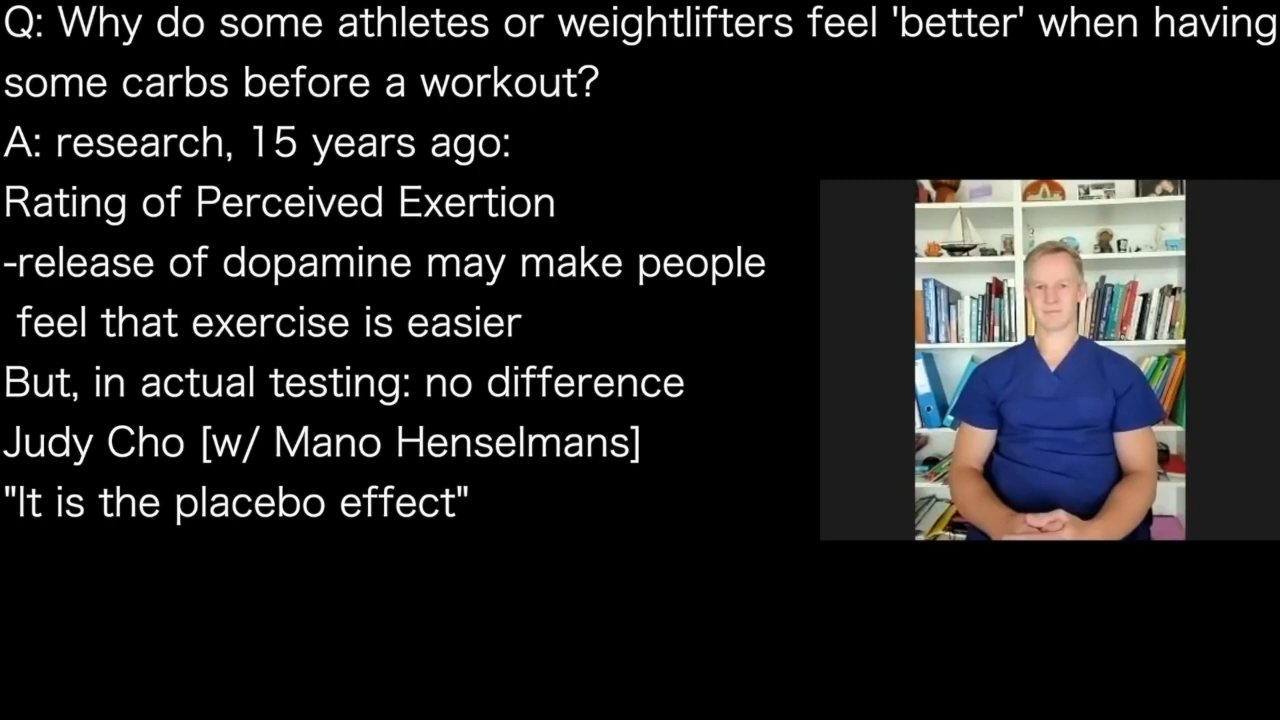 Q: Why do some athletes or weightlifters feel 'better' when having
some carbs before a workout?
A: research, 15 years ago:
Rating of Perceived Exertion
-release of dopamine may make people
feel that exercise is easier
But, in actual testing: no difference
Judy Cho [w/ Mano Henselmans]
"It is the placebo effect"